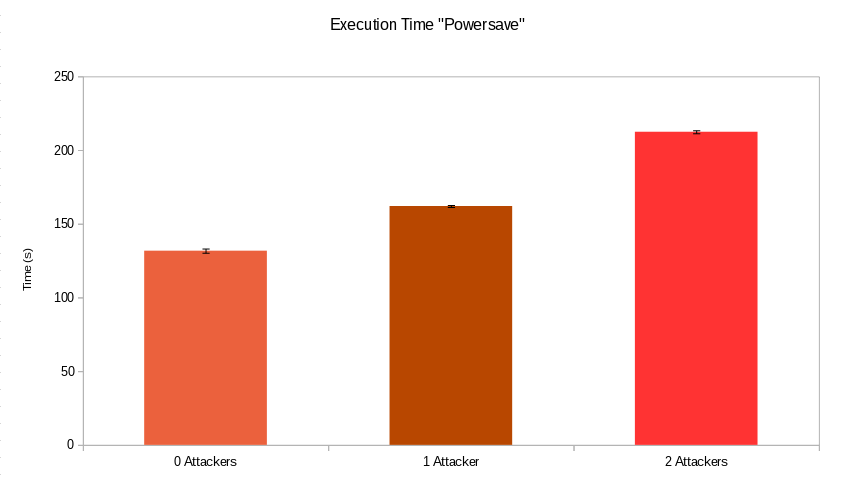 Execution Time "Powersave"
250
200
150
100
50
0
Time (s)
0 Attackers
1 Attacker
2 Attackers